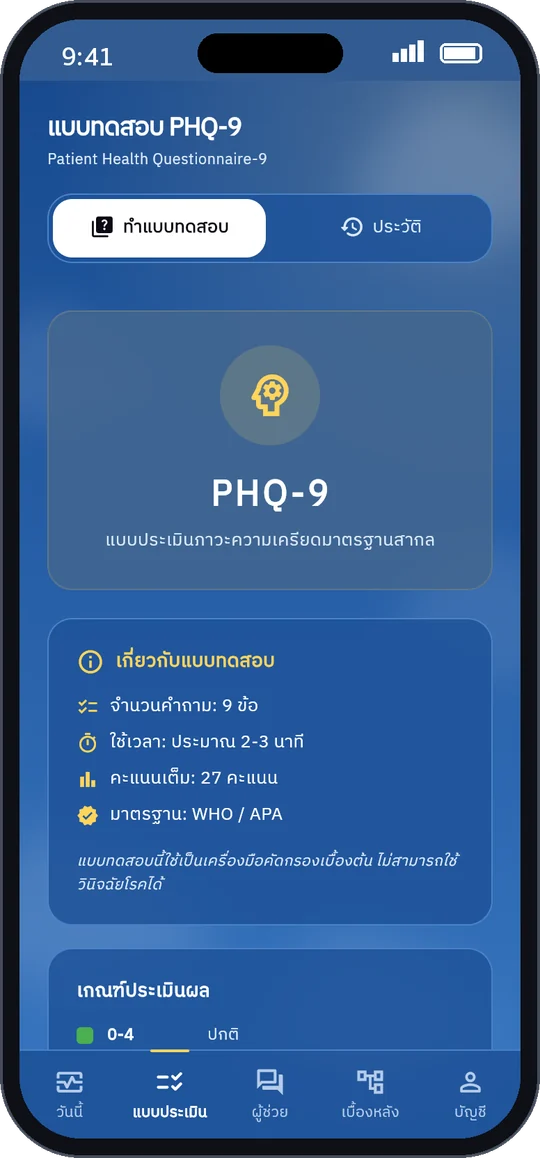 9:41
แบบทดสอบ PHQ-9
Patient Health Questionnaire-9
ทำแบบทดสอบ
ประวัติ
PHQ-9
แบบประเมินภาวะความเครียดมาตรฐานสากล
เกี่ยวกับแบบทดสอบ
จำนวนคำถาม: 9 ข้อ
ใช้เวลา: ประมาณ 2-3 นาที
คะแนนเต็ม: 27 คะแนน
มาตรฐาน: WHO / APA
แบบทดสอบนี้ใช้เป็นเครื่องมือคัดกรองเบื้องต้น ไม่สามารถใช้
วินิจฉัยโรคได้
เกณฑ์ประเมินผล
0-4 ปกติ
วันนี้
แบบประเมิน
ผู้ช่วย
เบื้องหลัง
บัญชี